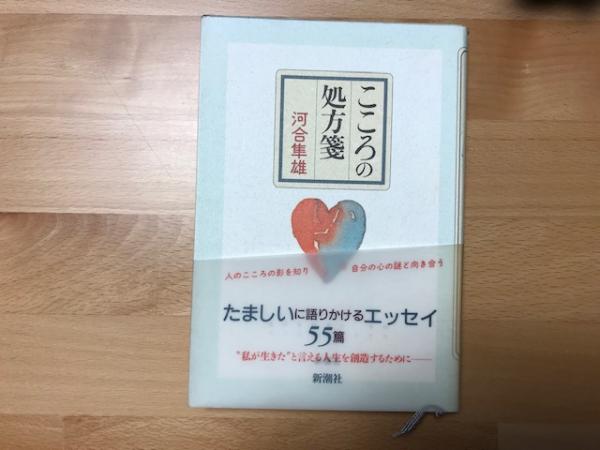 こころの
処方箋
河合隼雄
人のこころの影を知り 自分の心の謎と向き合う
たましいに語りかけるエッセイ
55篇
"私が生きた"と言える人生を創造するために——
新潮社